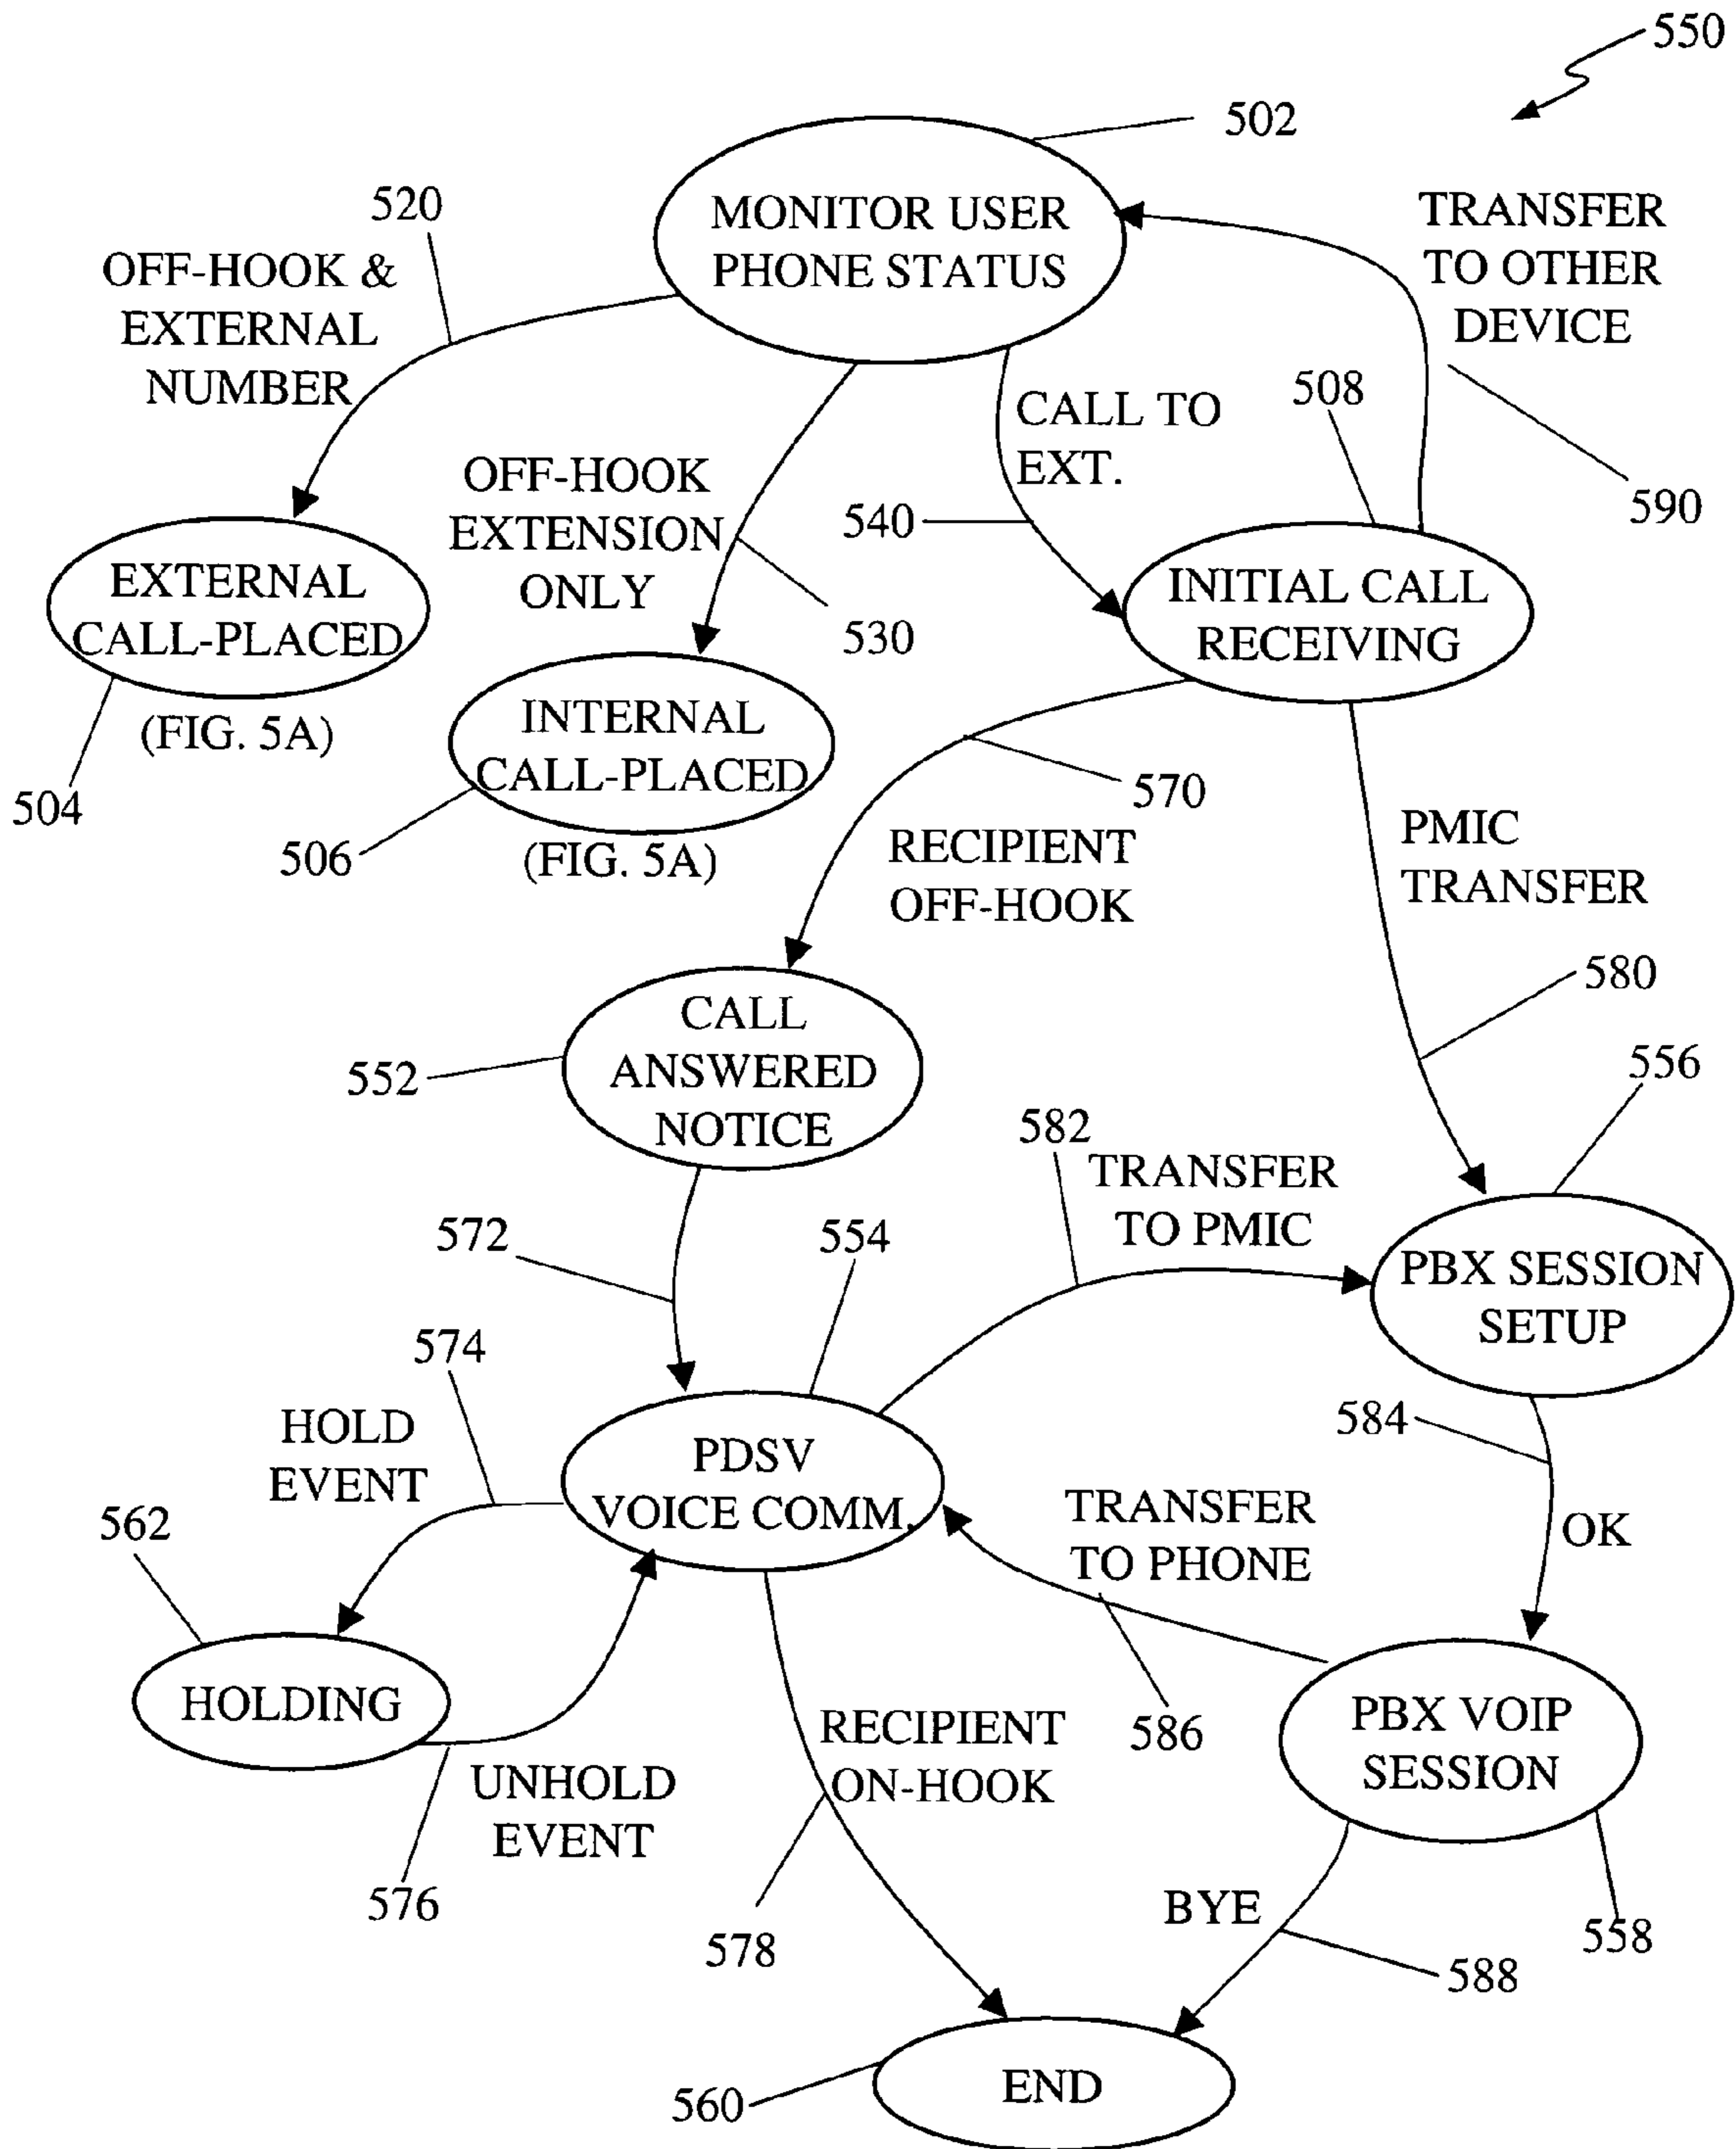 550
502
MONITOR USER
PHONE STATUS
TRANSFER
TO OTHER
DEVICE
520
OFF-HOOK &
EXTERNAL
NUMBER
508
CALL TO
EXT.
OFF-HOOK
EXTENSION
ONLY
540
590
530
EXTERNAL
CALL-PLACED
(FIG. 5A)
504
INITIAL CALL
RECEIVING
INTERNAL
CALL-PLACED
(FIG. 5A)
506
570
RECIPIENT
OFF-HOOK
PMIC
TRANSFER
580
CALL
ANSWERED
NOTICE
552
556
582
TRANSFER
TO PMIC
572
554
PBX SESSION
SETUP
574
HOLD
EVENT
584
PDSV
VOICE COMM.
TRANSFER
TO PHONE
OK
562
HOLDING
586
PBX VOIP
SESSION
UNHOLD
EVENT
576
RECIPIENT
ON-HOOK
578
BYE
558
588
END
560